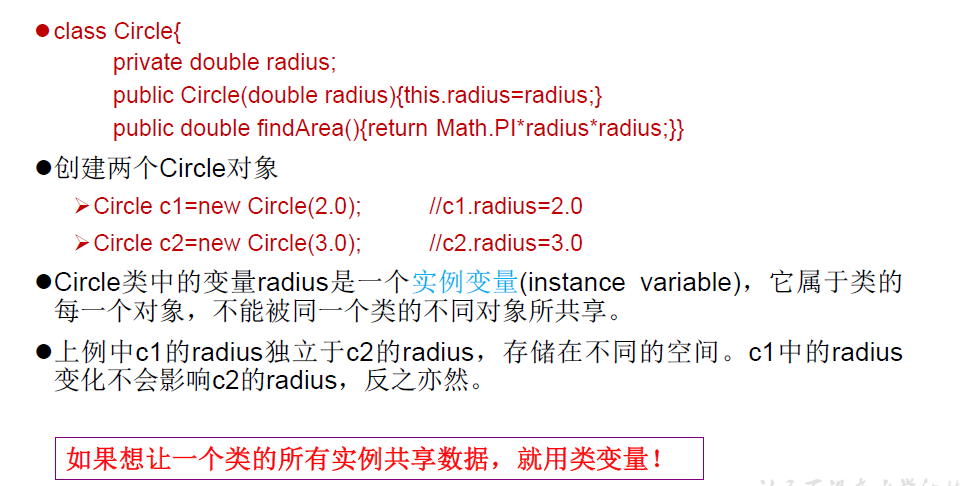 ●class Circle{
private double radius;
public Circle(double radius){this.radius=radius;}
public double findArea(){return Math.PI*radius*radius;}}
●创建两个Circle对象
➢Circle c1=new Circle(2.0); //c1.radius=2.0
➢Circle c2=new Circle(3.0); //c2.radius=3.0
●Circle类中的变量radius是一个实例变量(instance variable)，它属于类的
每一个对象，不能被同一个类的不同对象所共享。
●上例中c1的radius独立于c2的radius，存储在不同的空间。c1中的radius
变化不会影响c2的radius，反之亦然。
如果想让一个类的所有实例共享数据，就用类变量！